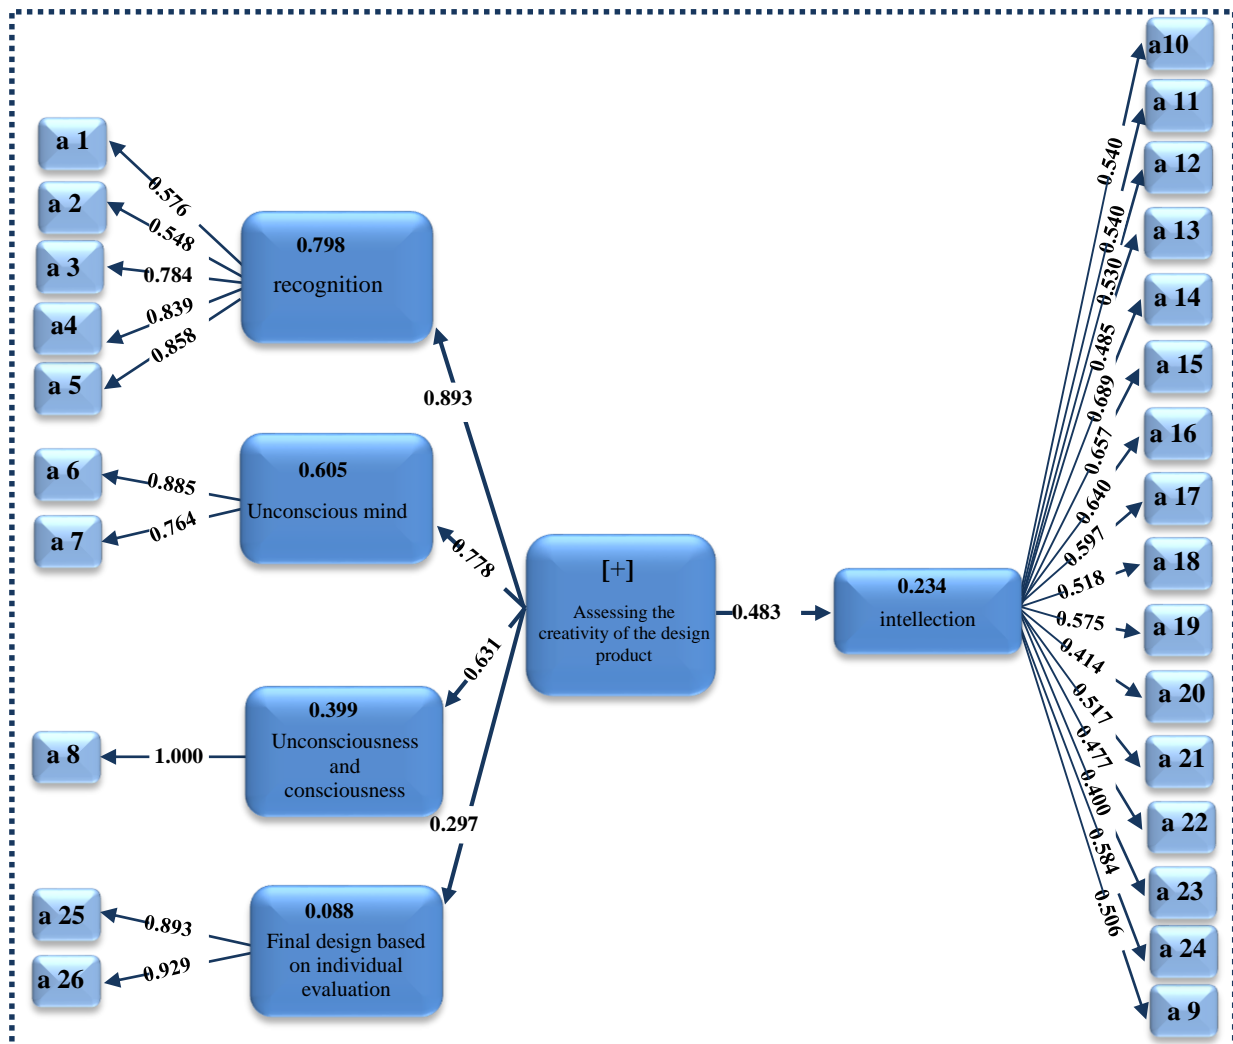 a 1
a 2
a 3
a4
a 5
0.576
0.548
0.784
0.839
0.858
0.798
recognition
a 6
a 7
0.885
0.764
0.605
Unconscious mind
a 8
1.000
0.399
Unconsciousness
and
consciousness
a 25
a 26
0.893
0.929
0.088
Final design based
on individual
evaluation
0.893
0.778
0.631
0.297
[+]
Assessing the
creativity of the design
product
0.483
0.234
intellection
0.540
0.540
0.530
0.485
0.689
0.657
0.640
0.597
0.518
0.575
0.414
0.517
0.477
0.400
0.584
0.506
a10
a 11
a 12
a 13
a 14
a 15
a 16
a 17
a 18
a 19
a 20
a 21
a 22
a 23
a 24
a 9